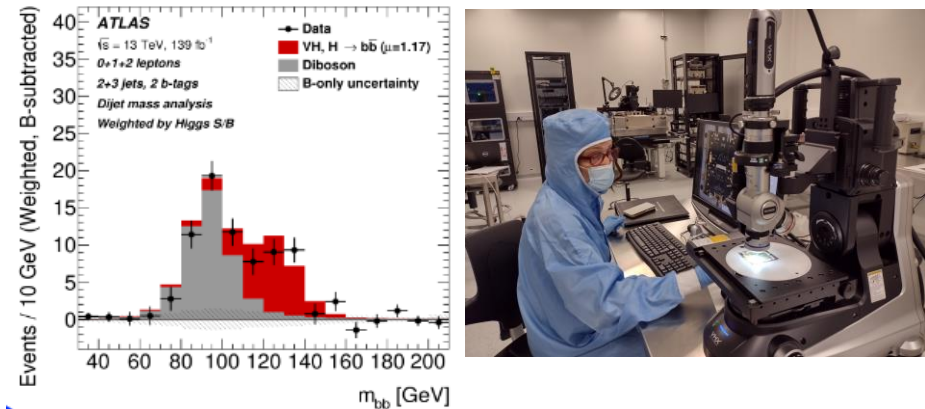 ATLAS
√s = 13 TeV, 139 fb⁻¹
0+1+2 leptons
2+3 jets, 2 b-tags
Dijet mass analysis
Weighted by Higgs S/B
Data
VH, H → bb̄ (μ=1.17)
Diboson
B-only uncertainty
Events / 10 GeV (Weighted, B-subtracted)
40
35
30
25
20
15
10
5
0
40 60 80 100 120 140 160 180 200
m_bb [GeV]